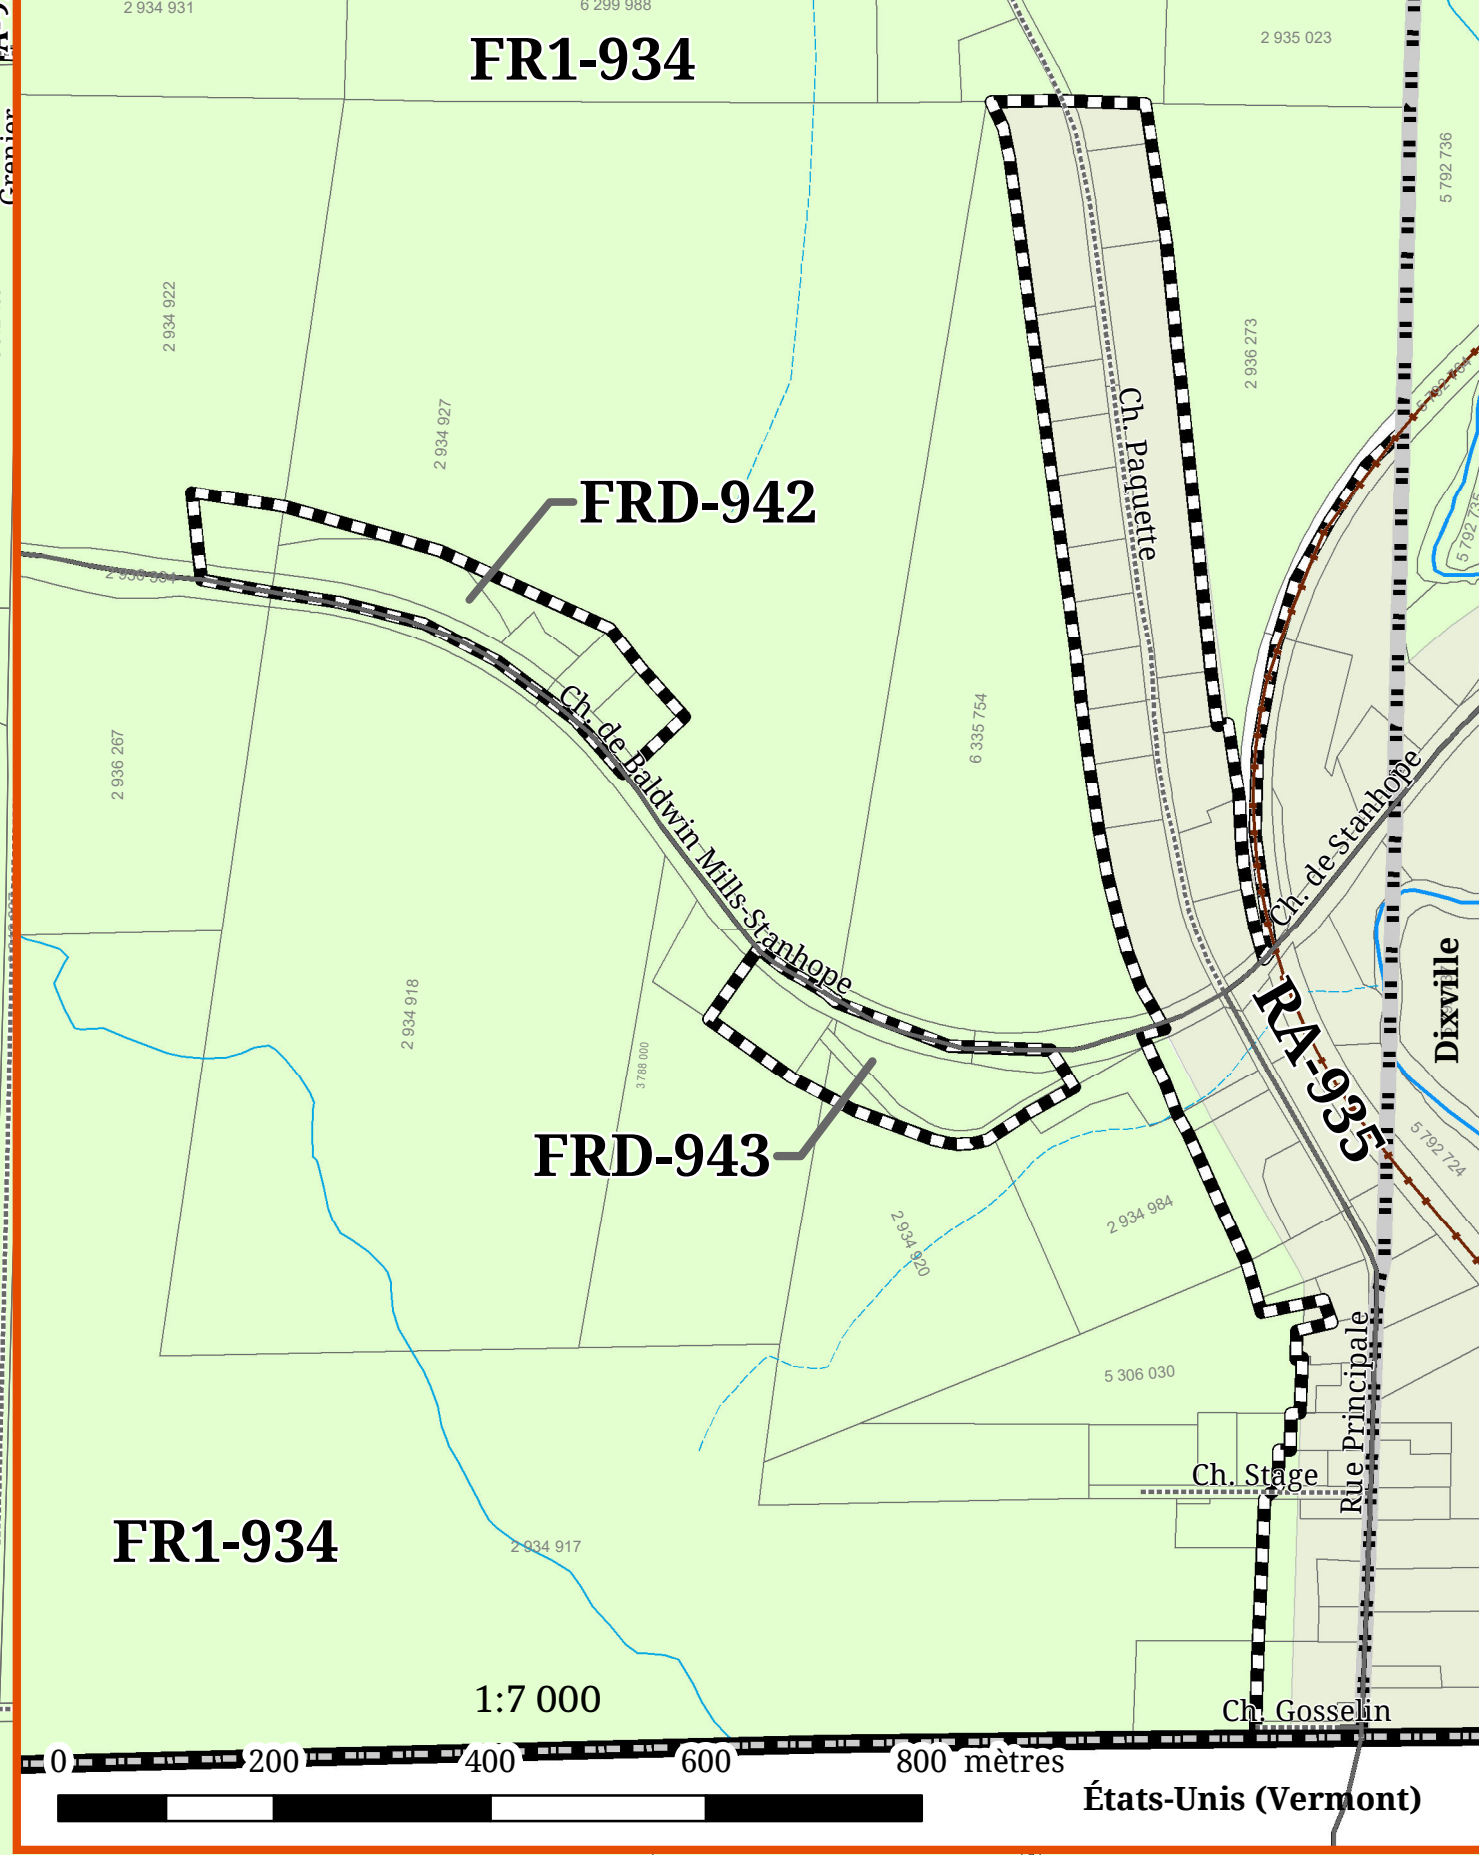 2 934 931
6 299 988
FR1-934
2 935 023
Grenier
5 792 736
2 934 922
2 936 273
2 934 927
Ch. Paquette
FRD-942
2 936 267
6 335 754
Ch. de Baldwin Mills-Stanhope
Ch. de Stanhope
2 934 918
3 788 000
RA-935
Dixville
FRD-943
5 792 724
2 934 920
2 934 984
5 306 030
Rue Principale
Ch. Stage
FR1-934
2 934 917
1:7 000
Ch. Gosselin
0 200 400 600 800 mètres
États-Unis (Vermont)